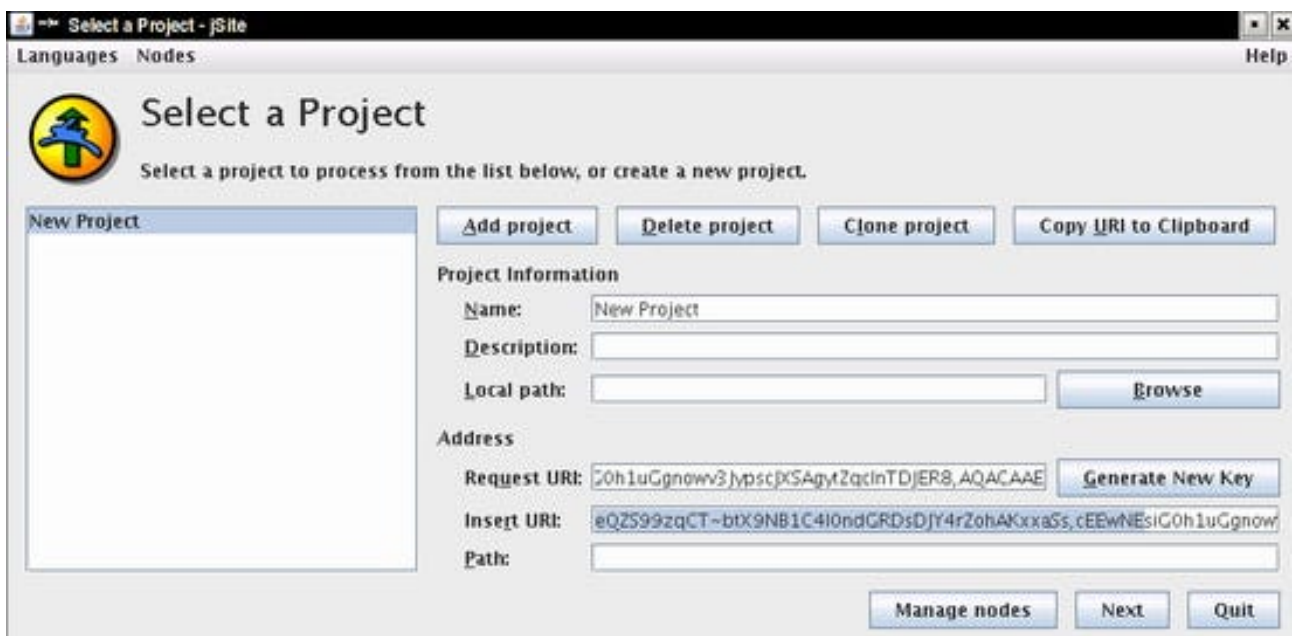 Select a Project - jSite
Languages Nodes Help
Select a Project
Select a project to process from the list below, or create a new project.
New Project
Add project Delete project Clone project Copy URI to Clipboard
Project Information
Name: New Project
Description:
Local path: Browse
Address
Request URI: Generate New Key
Insert URI:
Path:
Manage nodes Next Quit